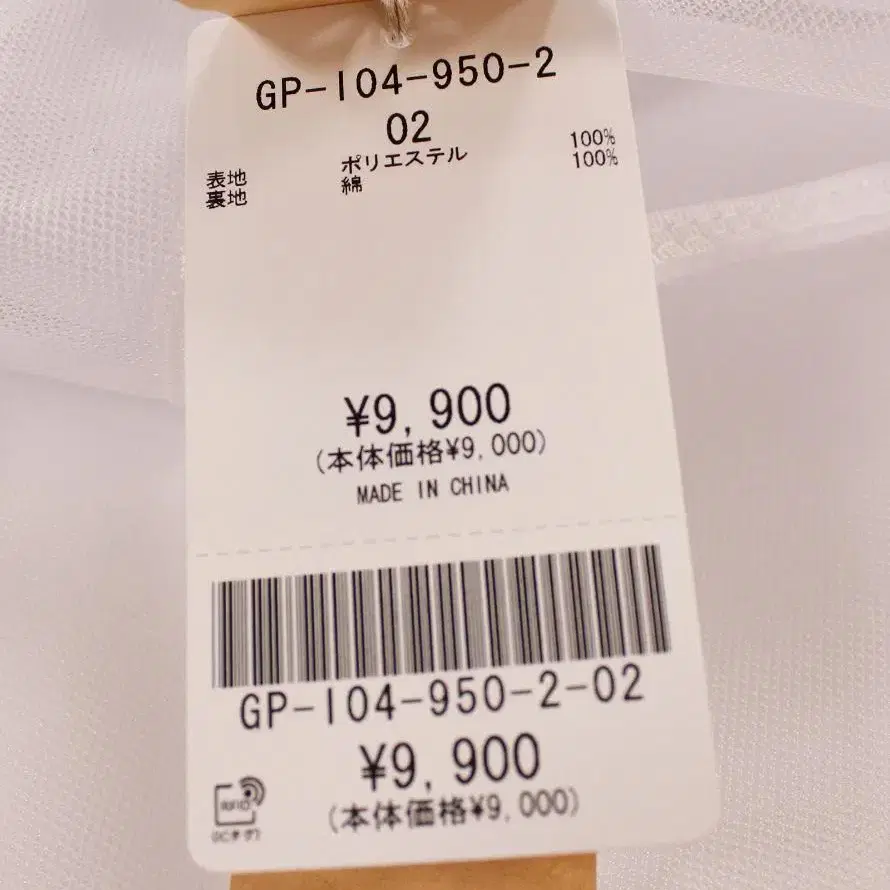 GP-I04-950-2
02
表地 ポリエステル 100%
裏地 綿 100%
¥9,900
(本体価格¥9,000)
MADE IN CHINA
GP-I04-950-2-02
¥9,900
(本体価格¥9,000)
RFID
(ICタグ)